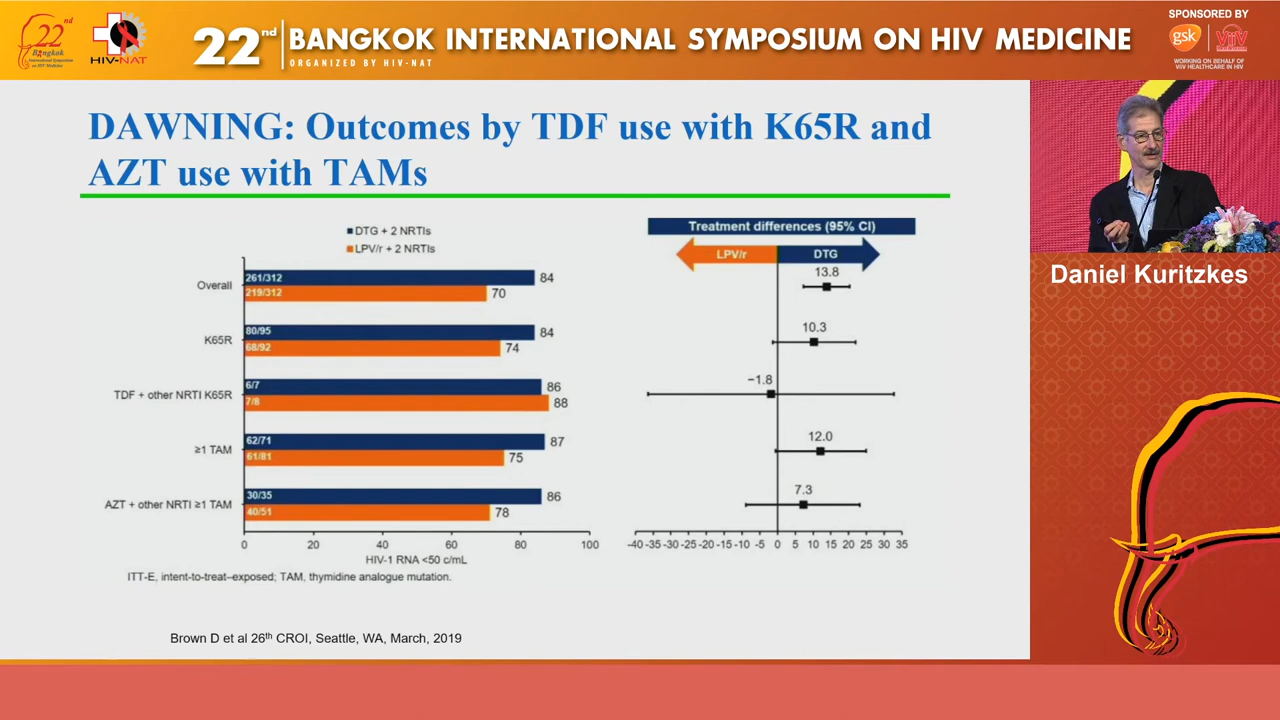 22nd
Bangkok
International Symposium
on HIV Medicine
HIV-NAT
22nd BANGKOK INTERNATIONAL SYMPOSIUM ON HIV MEDICINE
ORGANIZED BY HIV-NAT
SPONSORED BY
gsk
ViiV
Healthcare
WORKING ON BEHALF OF
VIIV HEALTHCARE IN HIV
DAWNING: Outcomes by TDF use with K65R and
AZT use with TAMs
DTG + 2 NRTIs
LPV/r + 2 NRTIs
Overall
261/312 84
219/312 70
K65R
80/95 84
68/92 74
TDF + other NRTI K65R
6/7 86
7/8 88
≥1 TAM
62/71 87
61/81 75
AZT + other NRTI ≥1 TAM
30/35 86
40/51 78
0 20 40 60 80 100
HIV-1 RNA <50 c/mL
Treatment differences (95% CI)
LPV/r DTG
13.8
10.3
−1.8
12.0
7.3
-40 -35 -30 -25 -20 -15 -10 -5 0 5 10 15 20 25 30 35
ITT-E, intent-to-treat–exposed; TAM, thymidine analogue mutation.
Brown D et al 26th CROI, Seattle, WA, March, 2019
Daniel Kuritzkes